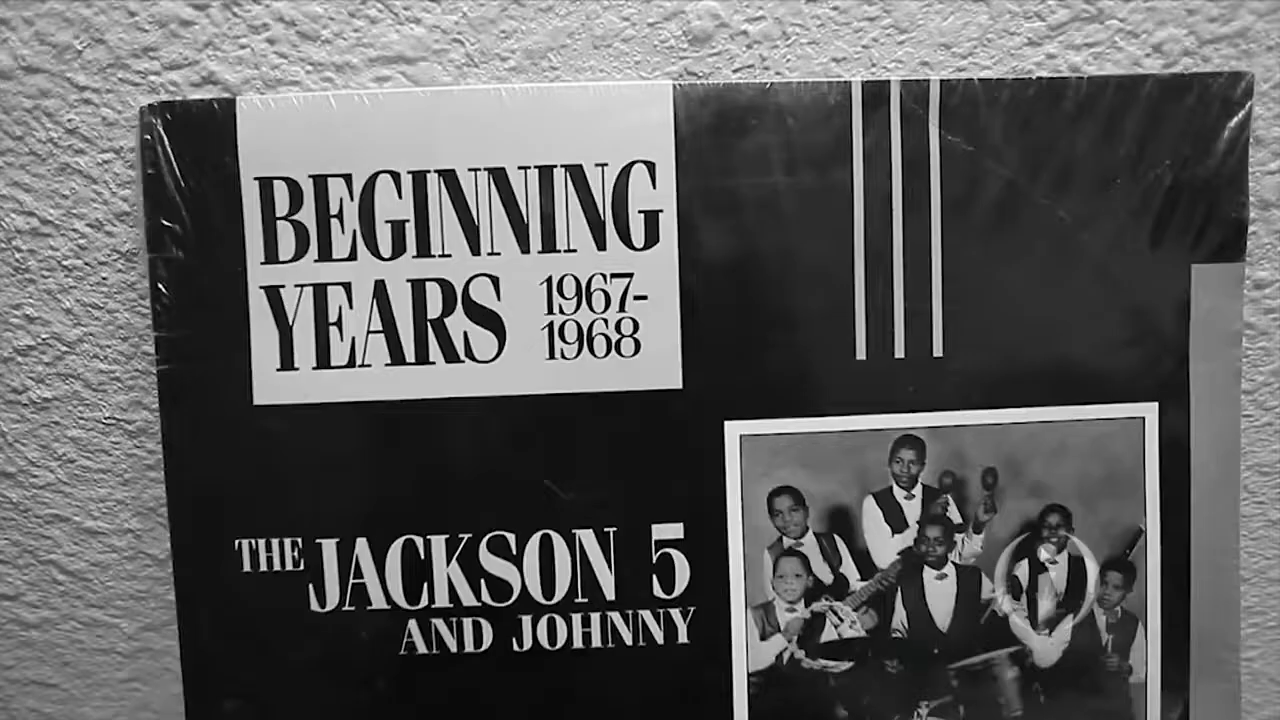 BEGINNING
YEARS 1967-
1968
THE JACKSON 5
AND JOHNNY